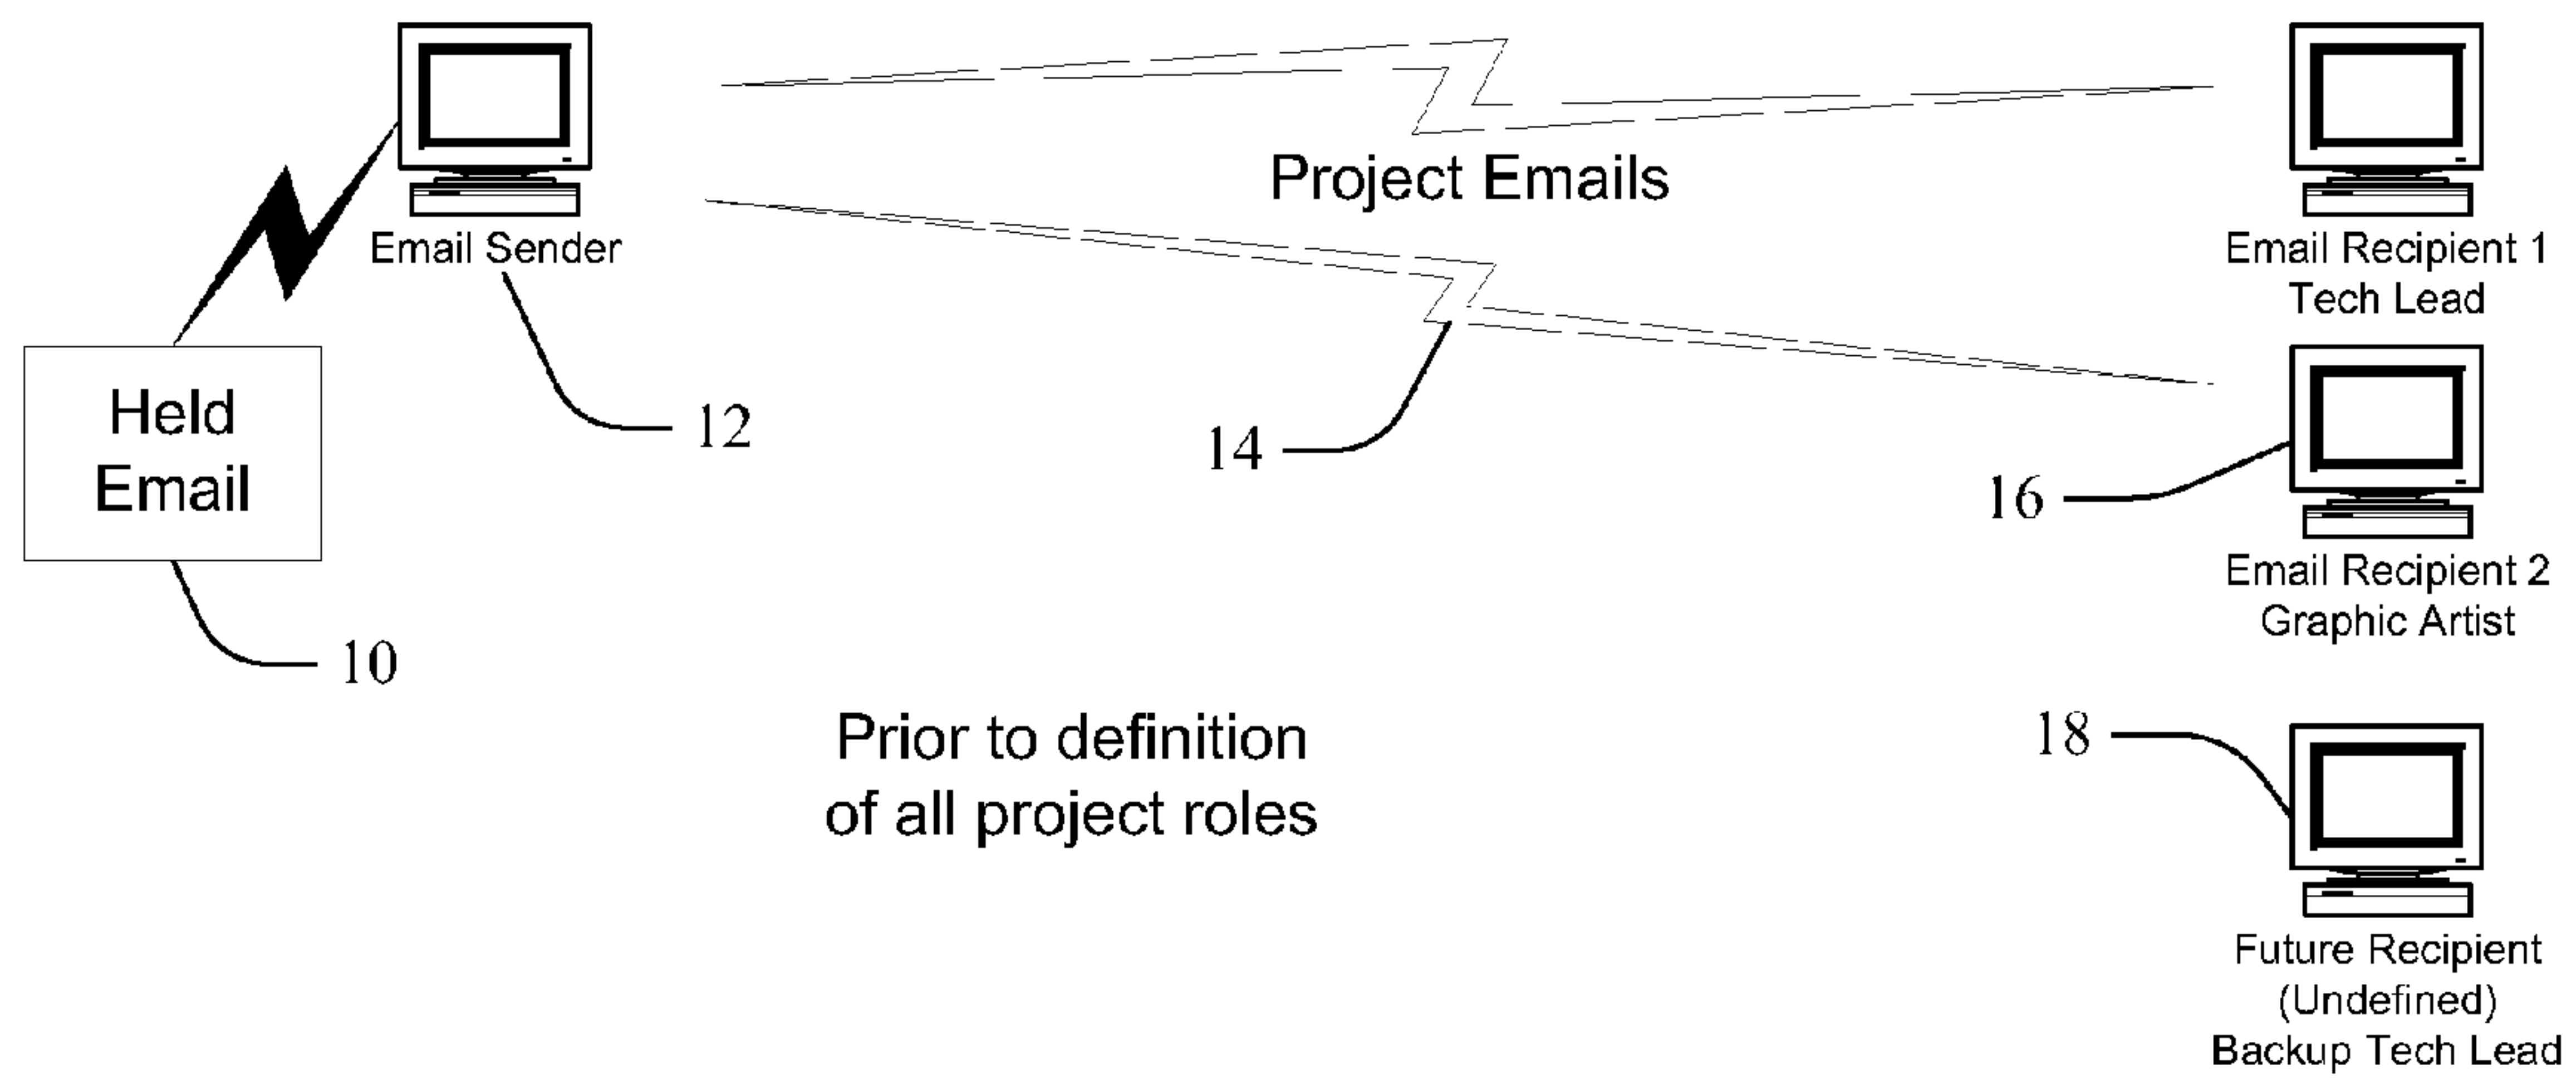 Project Emails
Email Sender
Email Recipient 1
Tech Lead
Held
Email
12
14
16
Email Recipient 2
Graphic Artist
10
Prior to definition
of all project roles
18
Future Recipient
(Undefined)
Backup Tech Lead